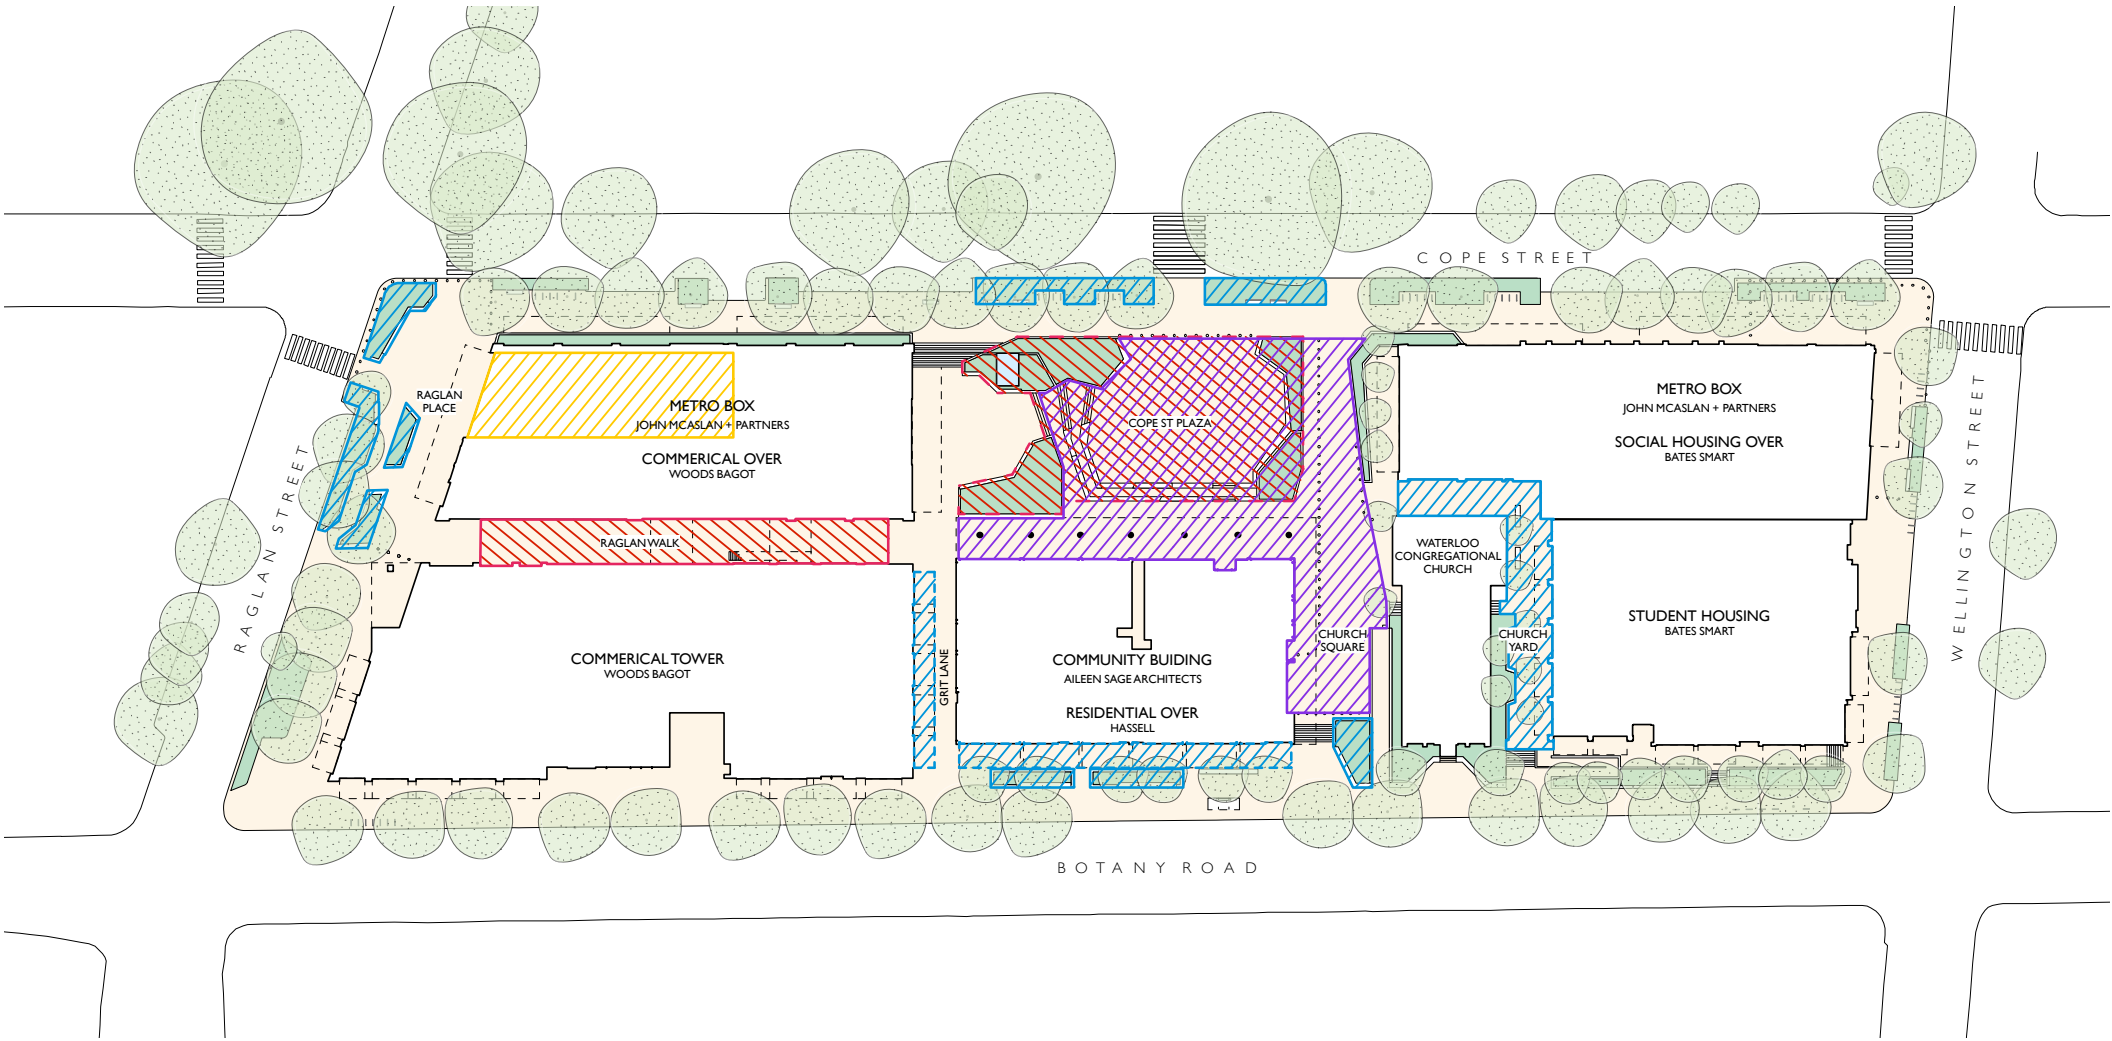 COPE STREET
RAGLAN
PLACE
METRO BOX
JOHN MCASLAN + PARTNERS
COMMERICAL OVER
WOODS BAGOT
COPE ST PLAZA
METRO BOX
JOHN MCASLAN + PARTNERS
SOCIAL HOUSING OVER
BATES SMART
RAGLAN STREET
WELLINGTON STREET
RAGLAN WALK
WATERLOO
CONGREGATIONAL
CHURCH
COMMERICAL TOWER
WOODS BAGOT
GRIT LANE
COMMUNITY BUIDING
AILEEN SAGE ARCHITECTS
RESIDENTIAL OVER
HASSELL
CHURCH
SQUARE
CHURCH
YARD
STUDENT HOUSING
BATES SMART
BOTANY ROAD